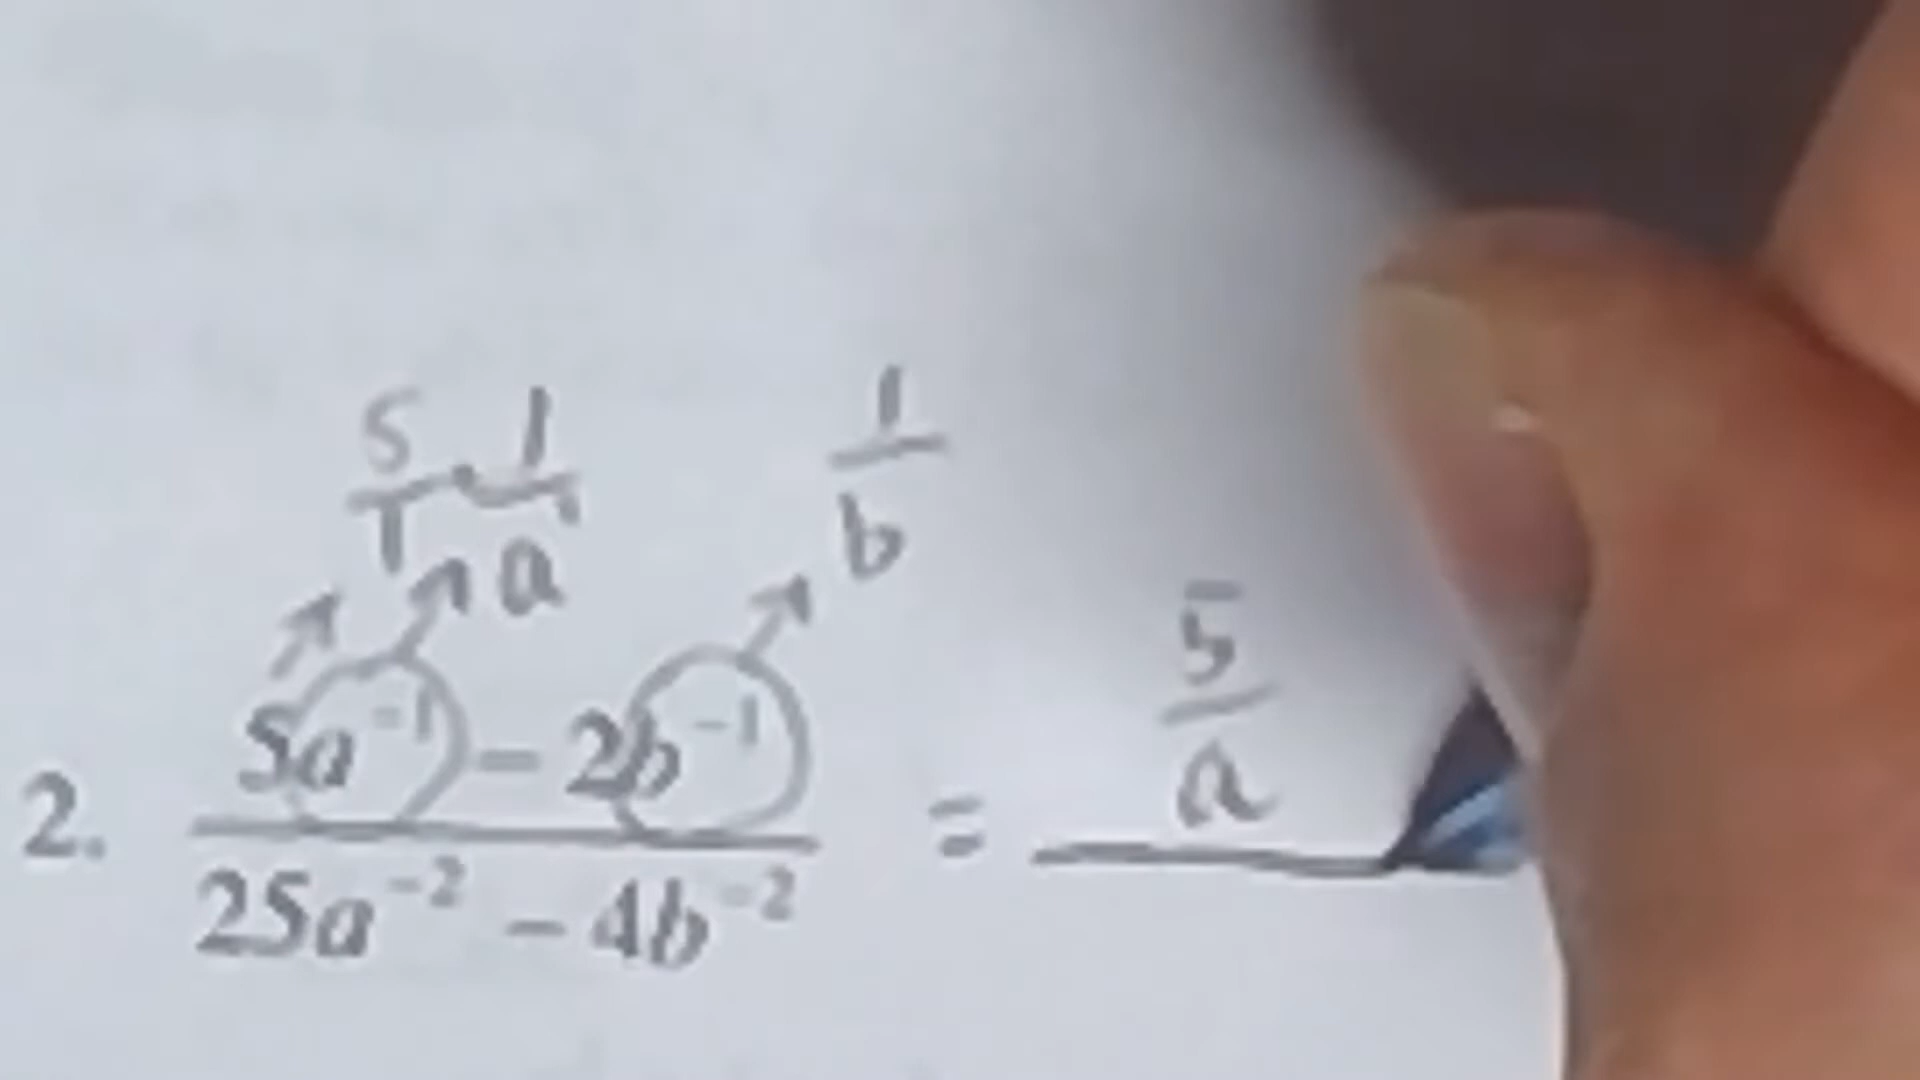 5/1 · 1/a 1/b
2. (5a⁻¹ − 2b⁻¹)/(25a⁻² − 4b⁻²) = 5/a